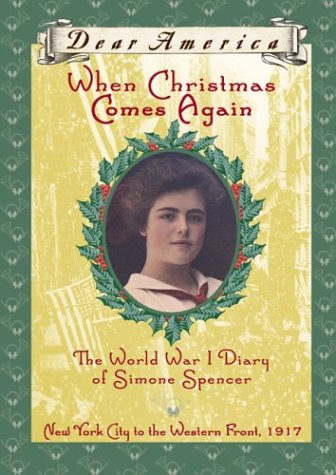 Dear America
When Christmas
Comes Again
The World War I Diary
of Simone Spencer
New York City to the Western Front, 1917